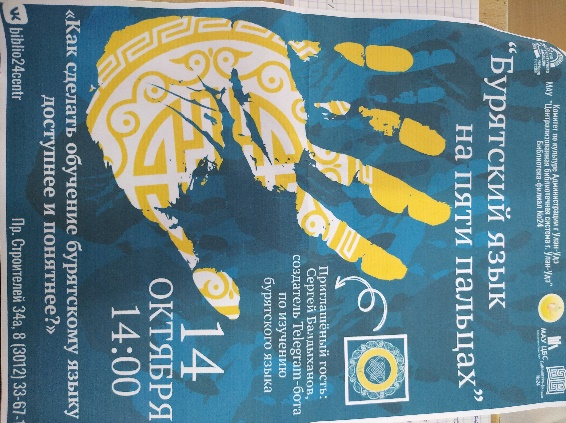 Комитет по культуре Администрации г. Улан-Удэ
МАУ "Централизованная библиотечная система г. Улан-Удэ"
Библиотека-филиал №24
МАУ ЦБС
"Бурятский язык
на пяти пальцах"
Приглашённый гость:
Сергей Балдыханов,
создатель Telegram-бота
по изучению
бурятского языка
14
ОКТЯБРЯ
14:00
«Как сделать обучение бурятскому языку
доступнее и понятнее?»
biblio24centr
Пр. Строителей 34а, 8 (3012) 33-67-